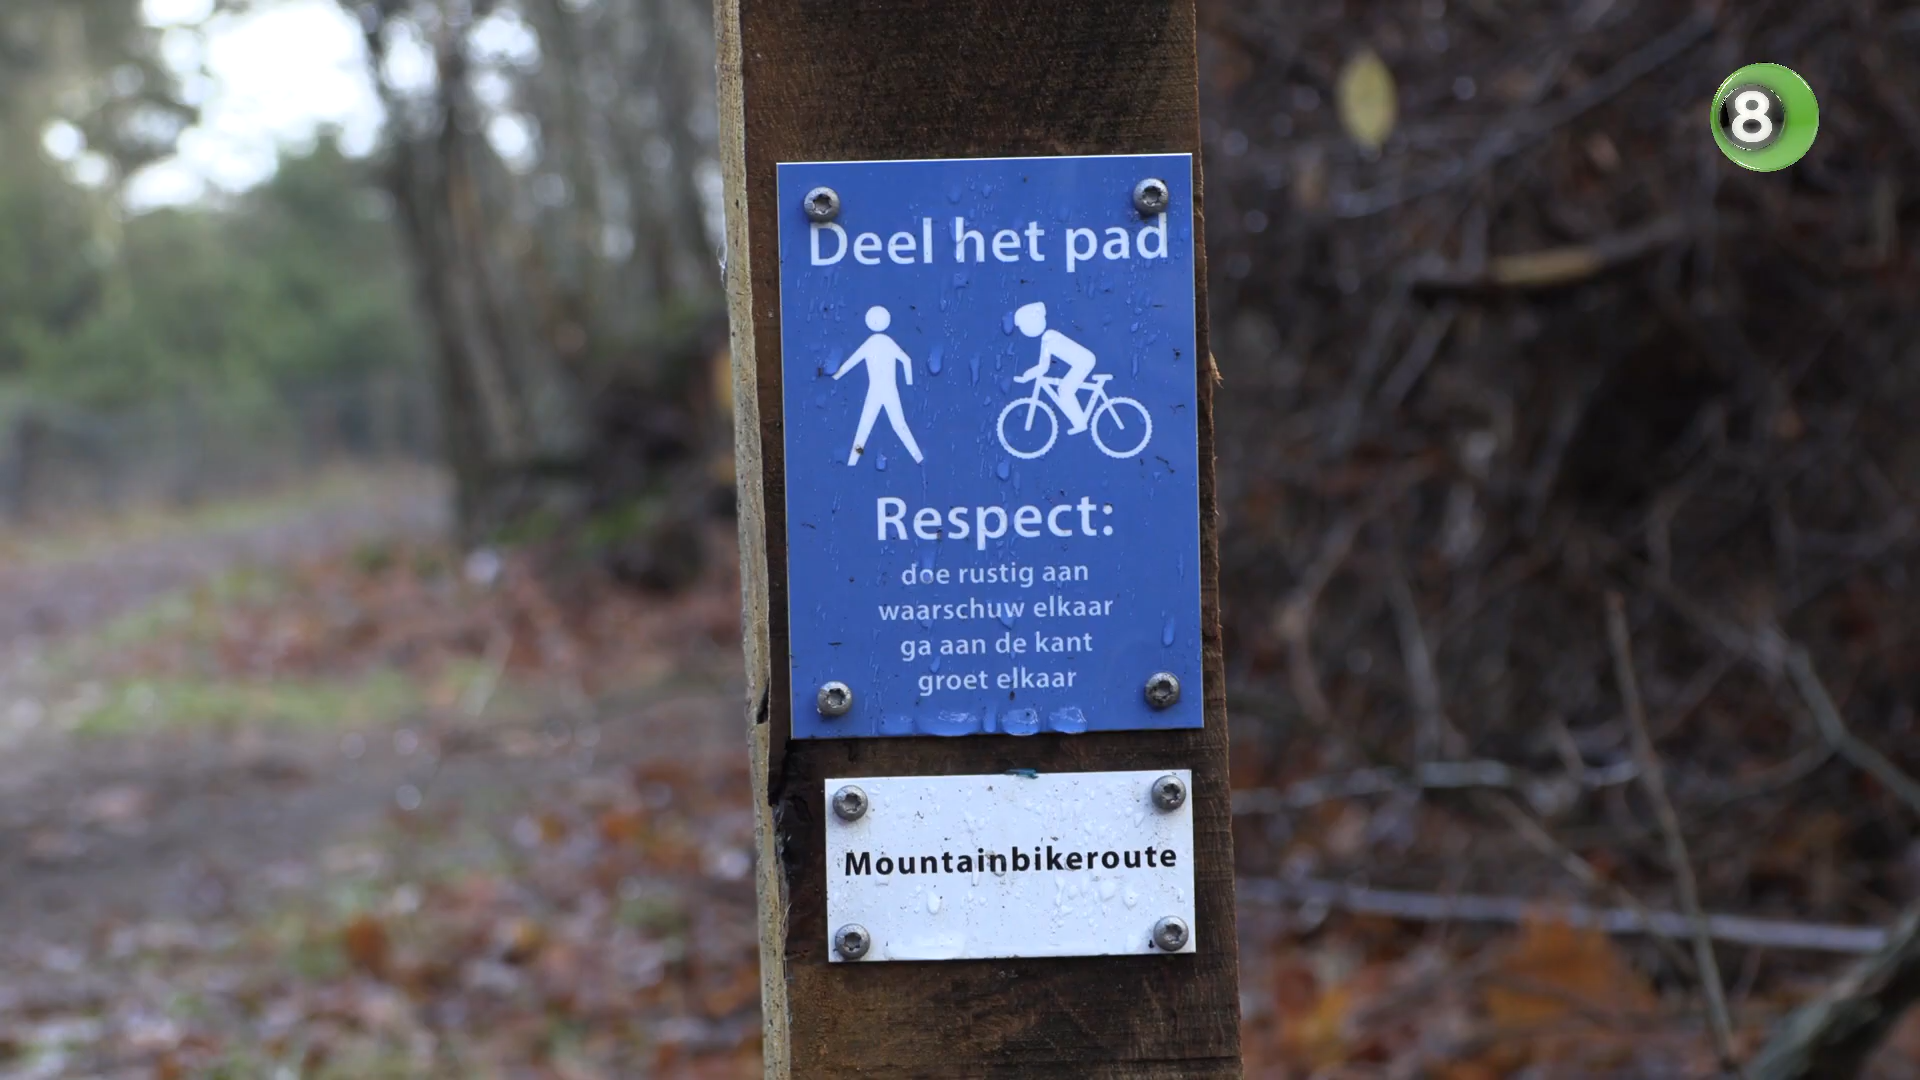 8
Deel het pad
Respect:
doe rustig aan
waarschuw elkaar
ga aan de kant
groet elkaar
Mountainbikeroute